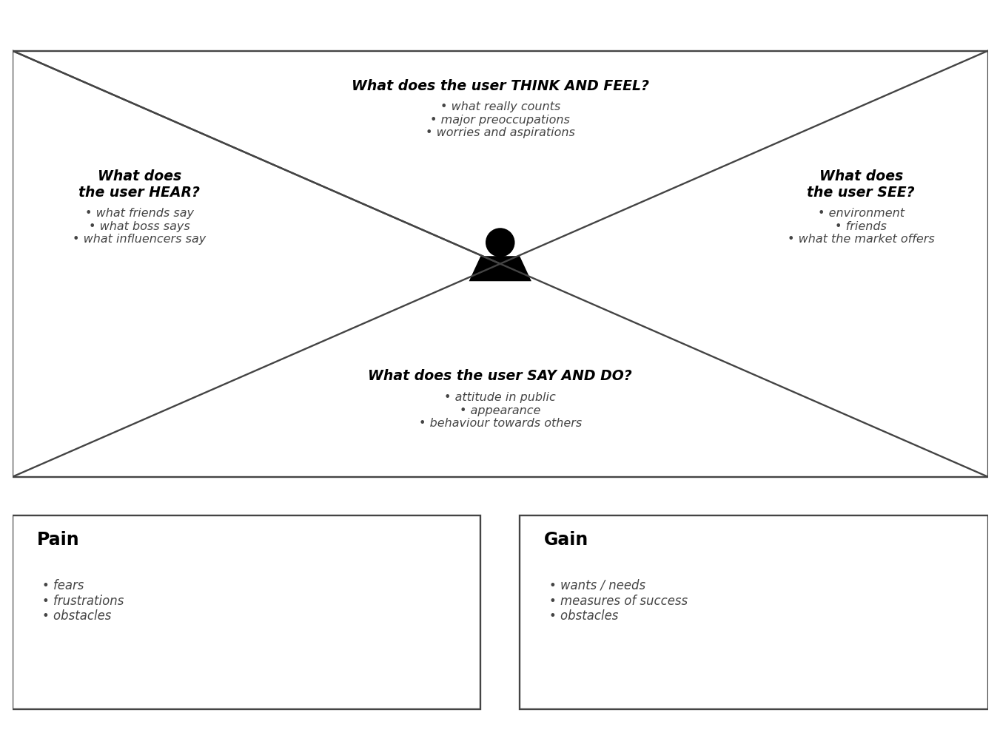 What does the user THINK AND FEEL?
• what really counts
• major preoccupations
• worries and aspirations
What does
the user HEAR?
• what friends say
• what boss says
• what influencers say
What does
the user SEE?
• environment
• friends
• what the market offers
What does the user SAY AND DO?
• attitude in public
• appearance
• behaviour towards others
Pain
• fears
• frustrations
• obstacles
Gain
• wants / needs
• measures of success
• obstacles